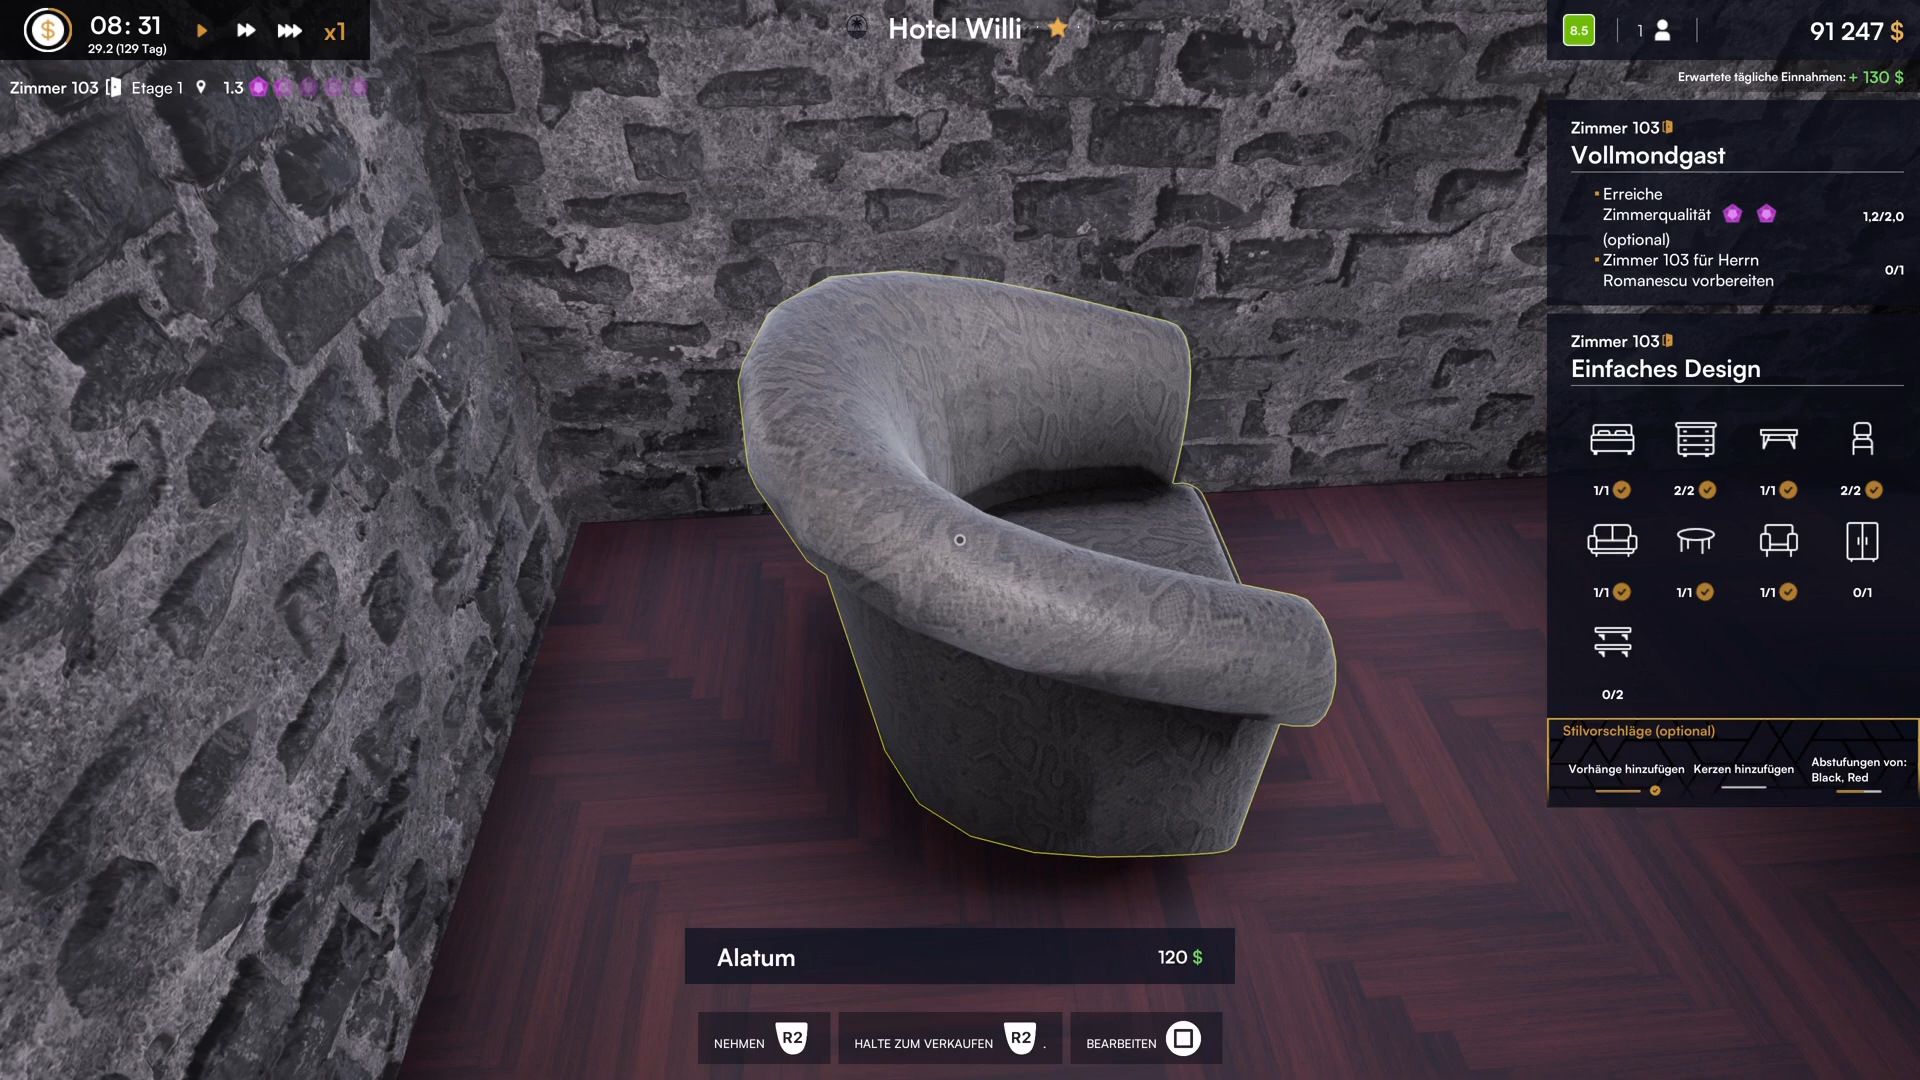 08: 31
x1
29.2 (129 Tag)
Hotel Willi
8.5
1
91 247 $
Erwartete tägliche Einnahmen: + 130 $
Zimmer 103 Etage 1 1.3
Zimmer 103
Vollmondgast
Erreiche
Zimmerqualität
(optional)
1,2/2,0
Zimmer 103 für Herrn
Romanescu vorbereiten
0/1
Zimmer 103
Einfaches Design
1/1 2/2 1/1 2/2
1/1 1/1 1/1 0/1
0/2
Stilvorschläge (optional)
Vorhänge hinzufügen
Kerzen hinzufügen
Abstufungen von:
Black, Red
Alatum 120 $
NEHMEN R2
HALTE ZUM VERKAUFEN R2 .
BEARBEITEN